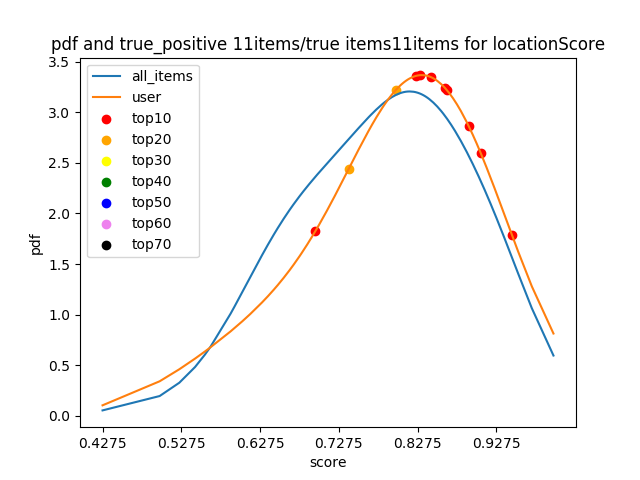 pdf and true_positive 11items/true items11items for locationScore
all_items
user
top10
top20
top30
top40
top50
top60
top70
3.5
3.0
2.5
2.0
1.5
1.0
0.5
0.0
pdf
0.4275 0.5275 0.6275 0.7275 0.8275 0.9275
score